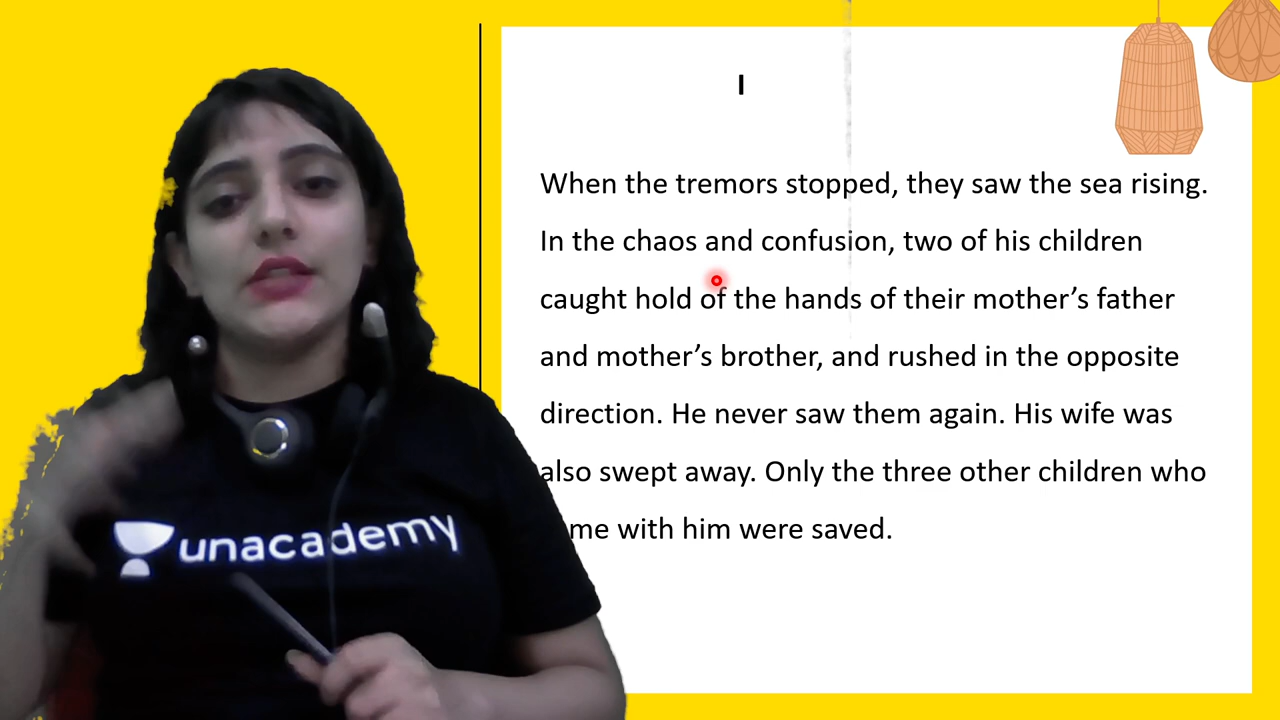 I
When the tremors stopped, they saw the sea rising.
In the chaos and confusion, two of his children
caught hold of the hands of their mother’s father
and mother’s brother, and rushed in the opposite
direction. He never saw them again. His wife was
also swept away. Only the three other children who
me with him were saved.
unacademy